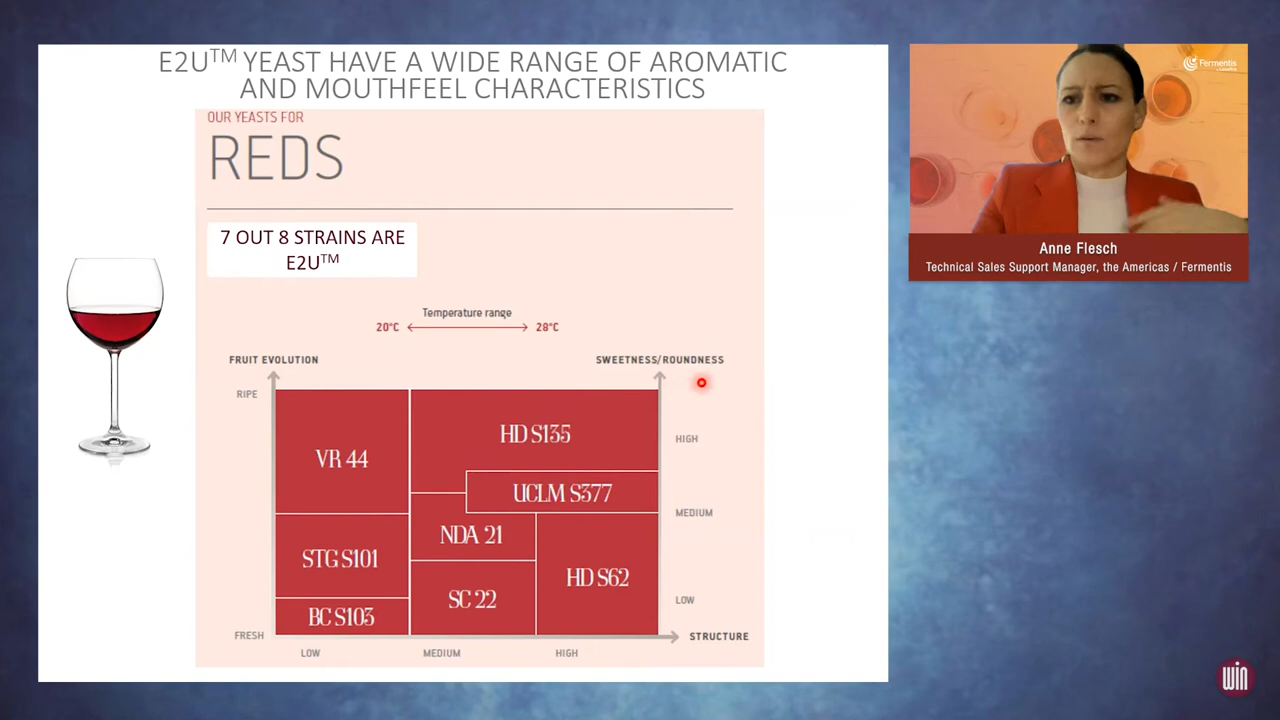 E2U™ YEAST HAVE A WIDE RANGE OF AROMATIC
AND MOUTHFEEL CHARACTERISTICS
OUR YEASTS FOR
REDS
7 OUT 8 STRAINS ARE
E2U™
Temperature range
20°C
28°C
FRUIT EVOLUTION
SWEETNESS/ROUNDNESS
RIPE
VR 44
HD S135
HIGH
UCLM S377
MEDIUM
NDA 21
STG S101
HD S62
SC 22
LOW
BC S103
FRESH
STRUCTURE
LOW
MEDIUM
HIGH
Fermentis
Anne Flesch
Technical Sales Support Manager, the Americas / Fermentis
win